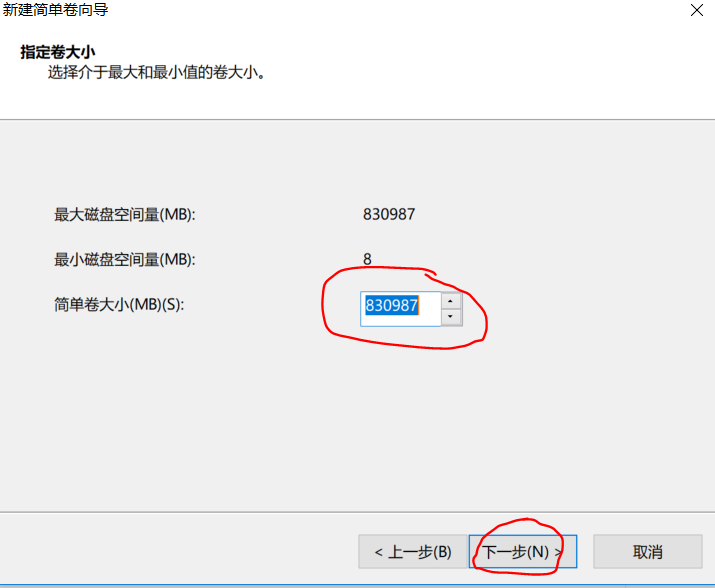 新建简单卷向导
指定卷大小
选择介于最大和最小值的卷大小。
最大磁盘空间量(MB): 830987
最小磁盘空间量(MB): 8
简单卷大小(MB)(S): 830987
< 上一步(B) 下一步(N) > 取消